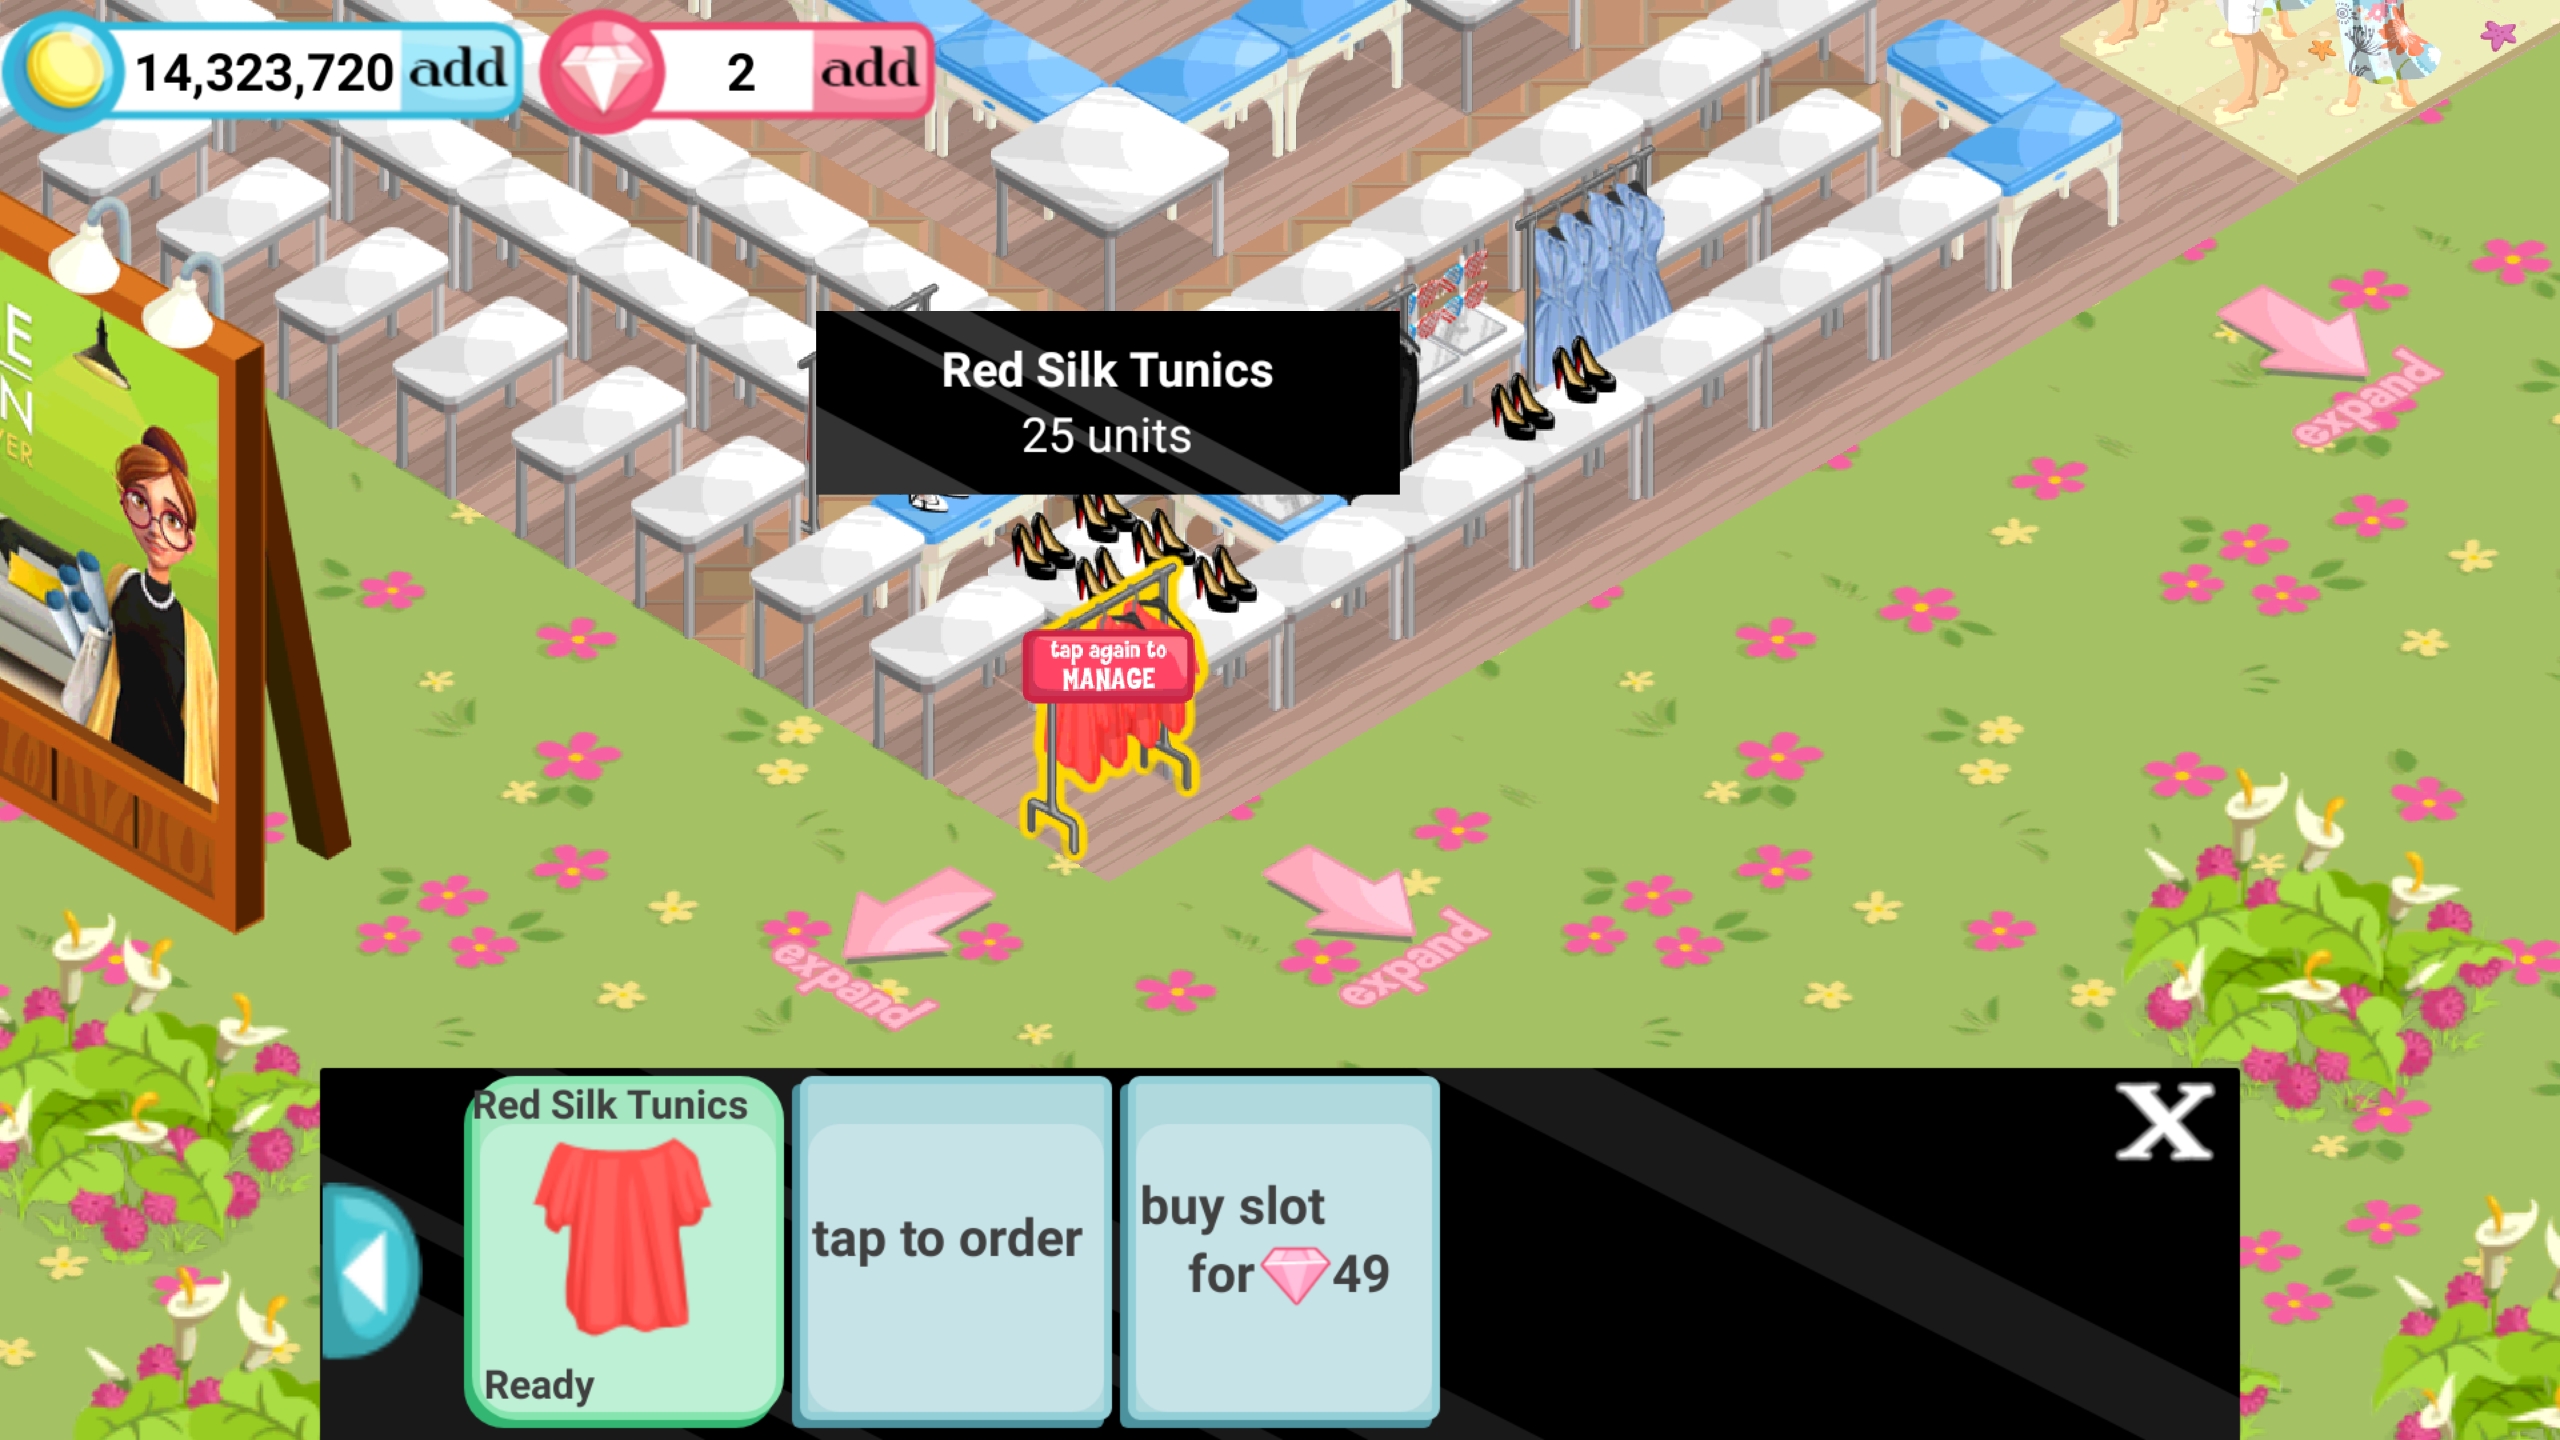 14,323,720 add
2 add
E
N
YER
Red Silk Tunics
25 units
tap again to
MANAGE
expand
expand
expand
Red Silk Tunics
Ready
tap to order
buy slot
for 49
X